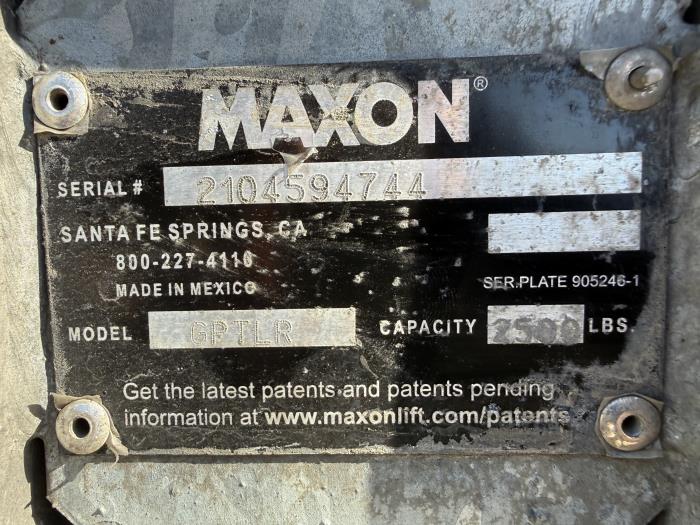 MAXON®
SERIAL # 2104594744
SANTA FE SPRINGS, CA
800-227-4110
MADE IN MEXICO
SER.PLATE 905246-1
MODEL GPTLR CAPACITY 2500 LBS.
Get the latest patents and patents pending
information at www.maxonlift.com/patents